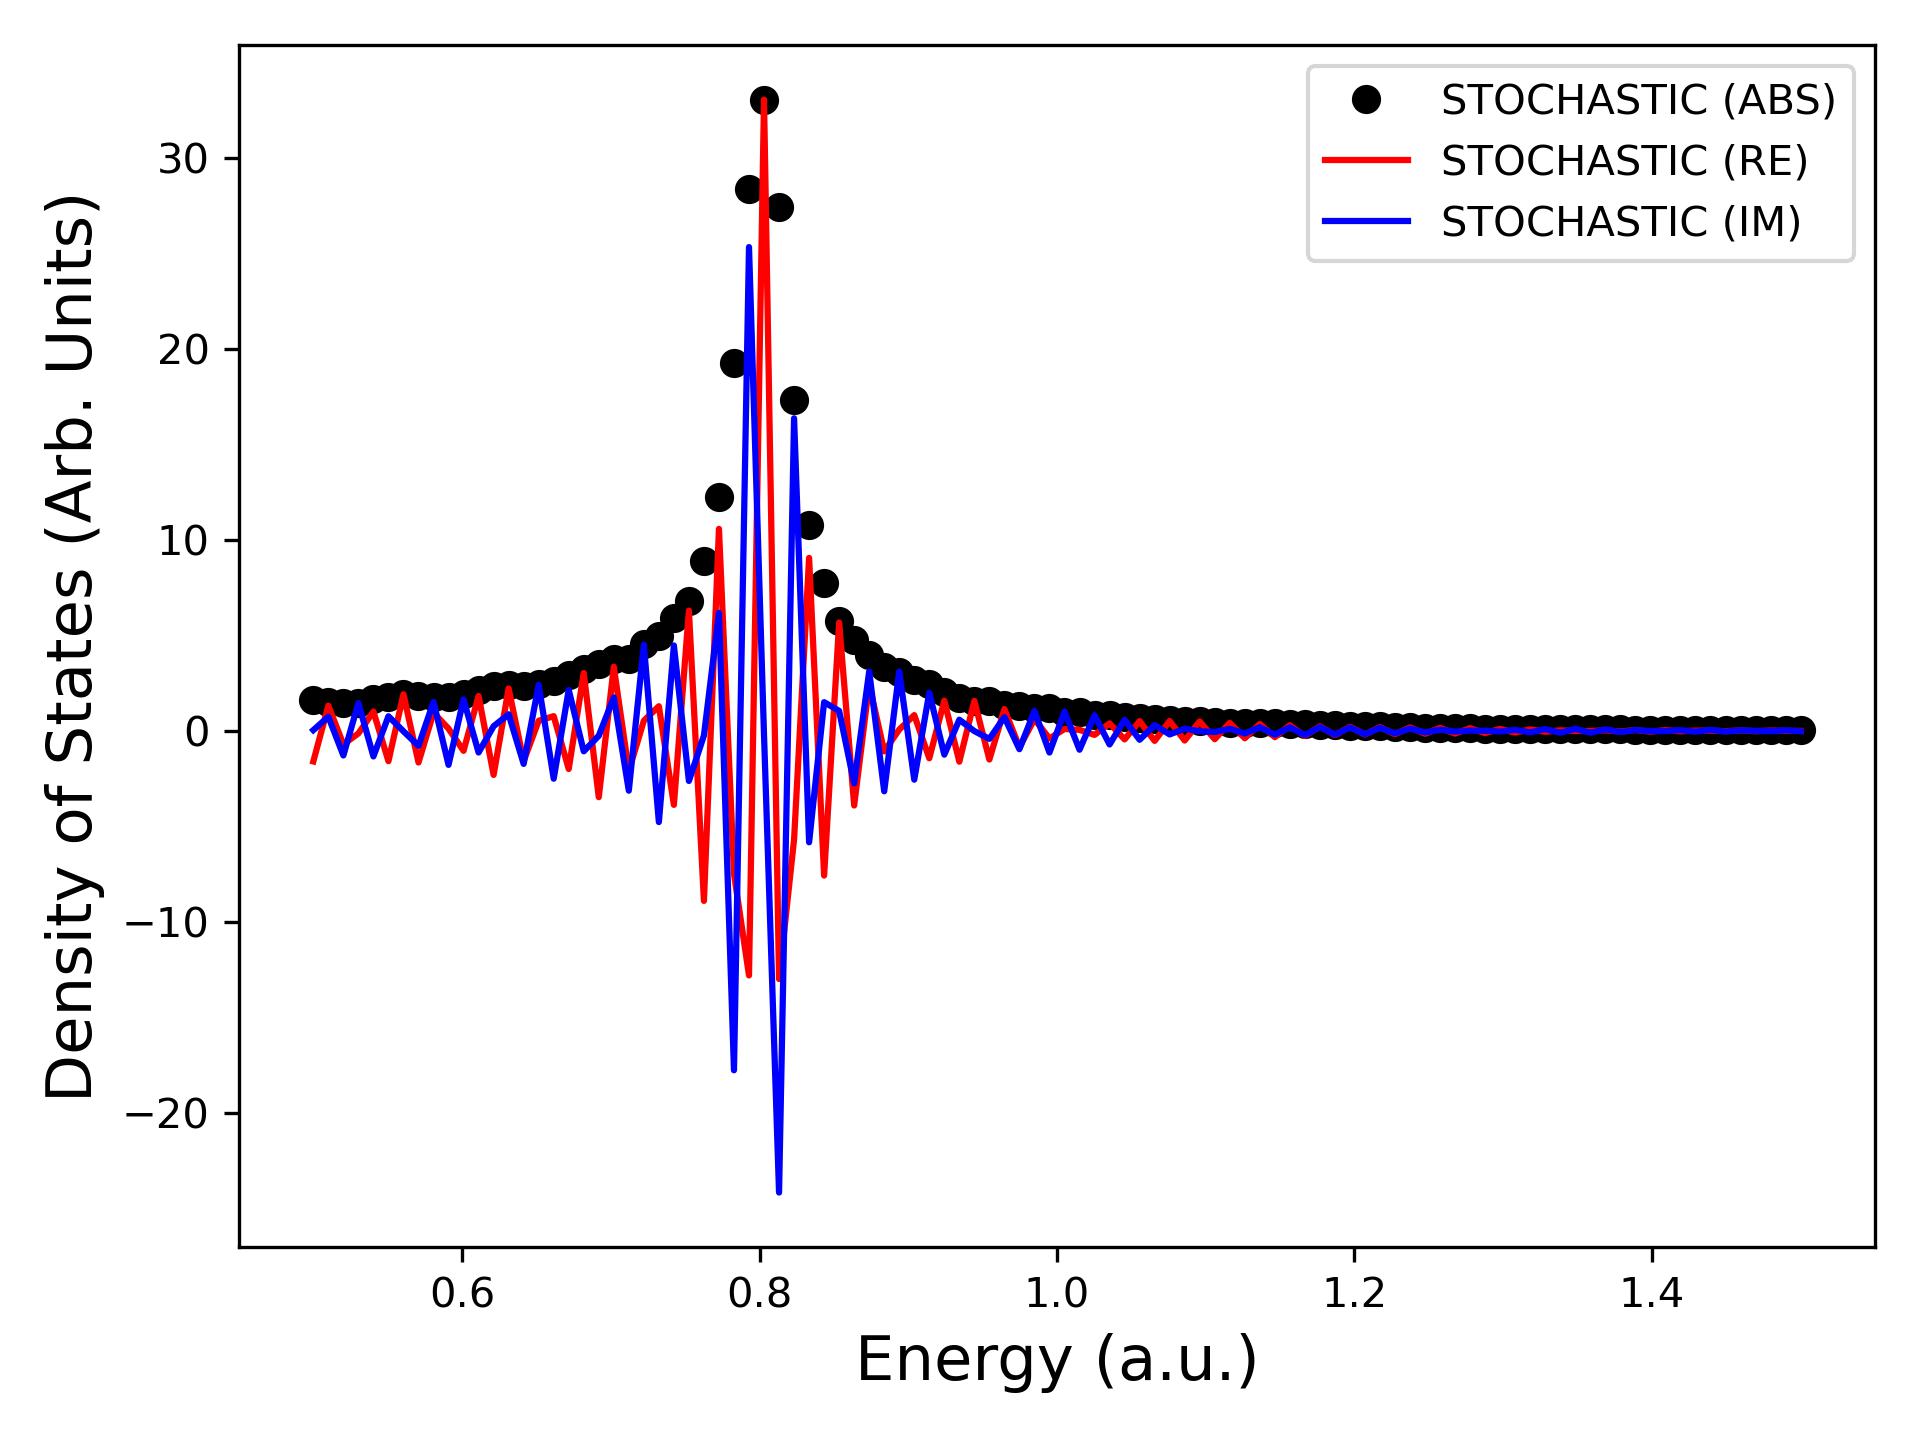 STOCHASTIC (ABS)
STOCHASTIC (RE)
STOCHASTIC (IM)
Density of States (Arb. Units)
30
20
10
0
−10
−20
0.6 0.8 1.0 1.2 1.4
Energy (a.u.)